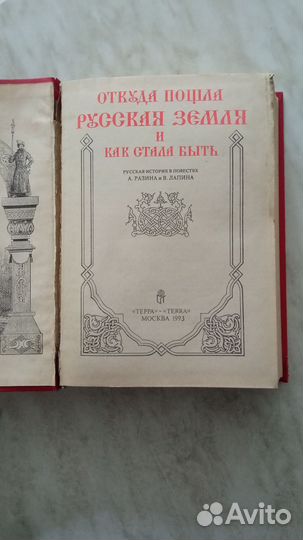 ОТКУДА ПОШЛА
РУССКАЯ ЗЕМЛЯ
И
КАК СТАЛА БЫТЬ
РУССКАЯ ИСТОРИЯ В ПОВЕСТЯХ
А. РАЗИНА и В. ЛАПИНА
«ТЕРРА» - «TERRA»
МОСКВА 1993
Avito